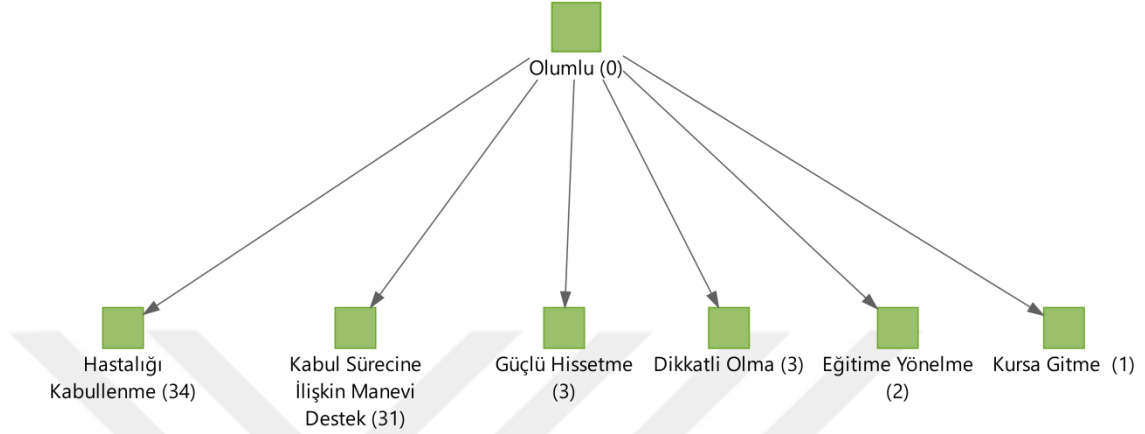 Olumlu (0)
Hastalığı
Kabullenme (34)
Kabul Sürecine
İlişkin Manevi
Destek (31)
Güçlü Hissetme
(3)
Dikkatli Olma (3)
Eğitime Yönelme
(2)
Kursa Gitme  (1)